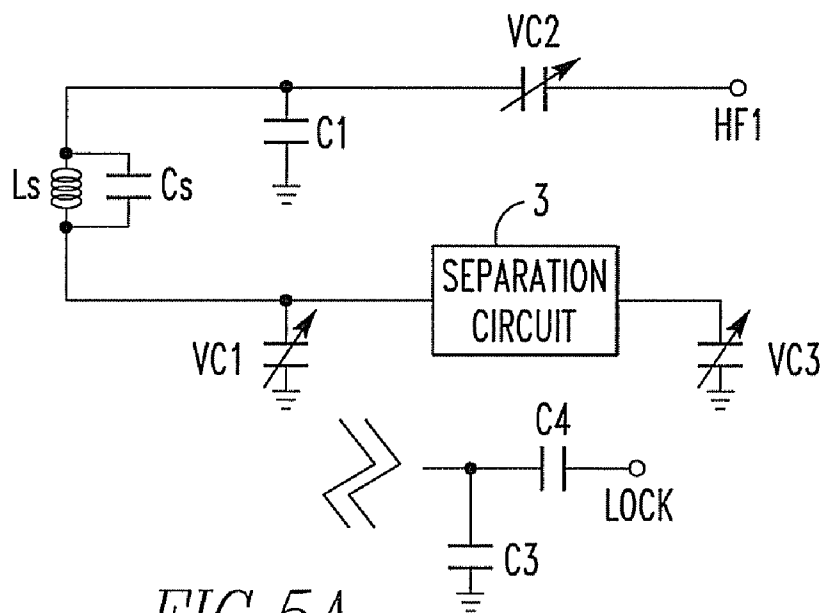 VC2
HF1
C1
Ls
Cs
3
SEPARATION
CIRCUIT
VC1
VC3
C4
LOCK
C3
FIG. 5A